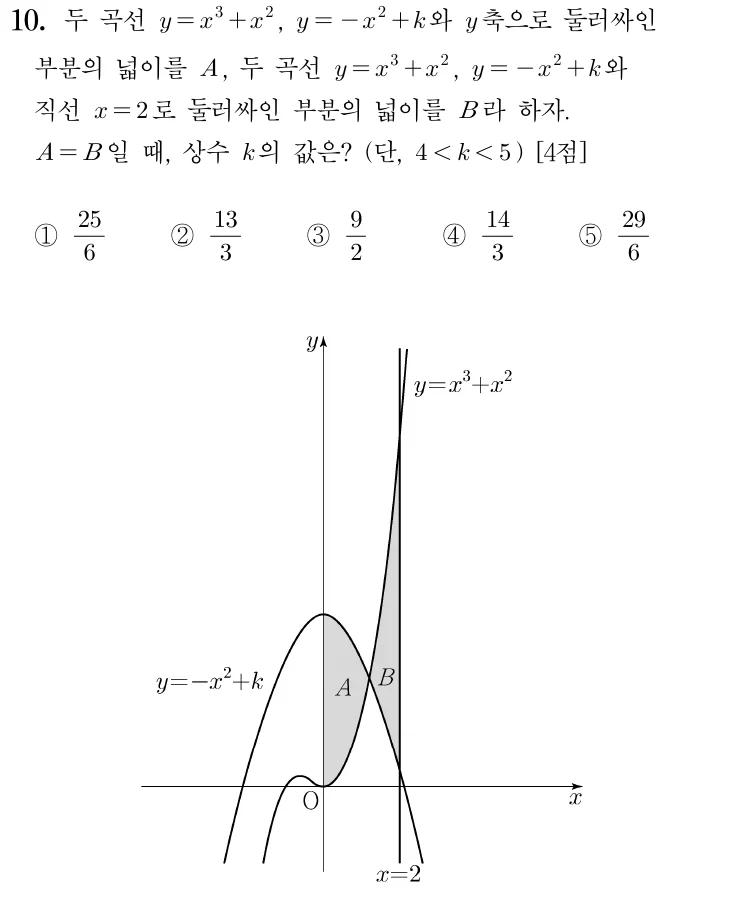 10. 두 곡선 y=x³+x², y=−x²+k와 y축으로 둘러싸인
부분의 넓이를 A, 두 곡선 y=x³+x², y=−x²+k와
직선 x=2로 둘러싸인 부분의 넓이를 B라 하자.
A=B일 때, 상수 k의 값은? (단, 4<k<5) [4점]
① 25/6 ② 13/3 ③ 9/2 ④ 14/3 ⑤ 29/6
y
y=x³+x²
y=−x²+k
A
B
O
x
x=2